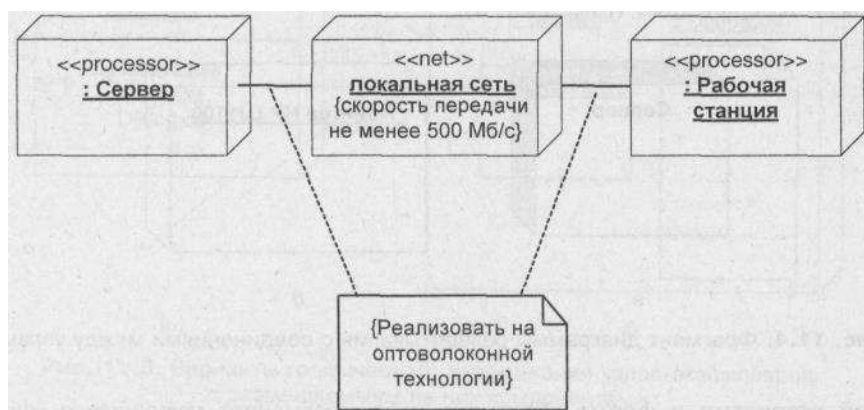 <<processor>>
: Сервер
<<net>>
локальная сеть
{скорость передачи
не менее 500 Мб/с}
<<processor>>
: Рабочая
станция
{Реализовать на
оптоволоконной
технологии}